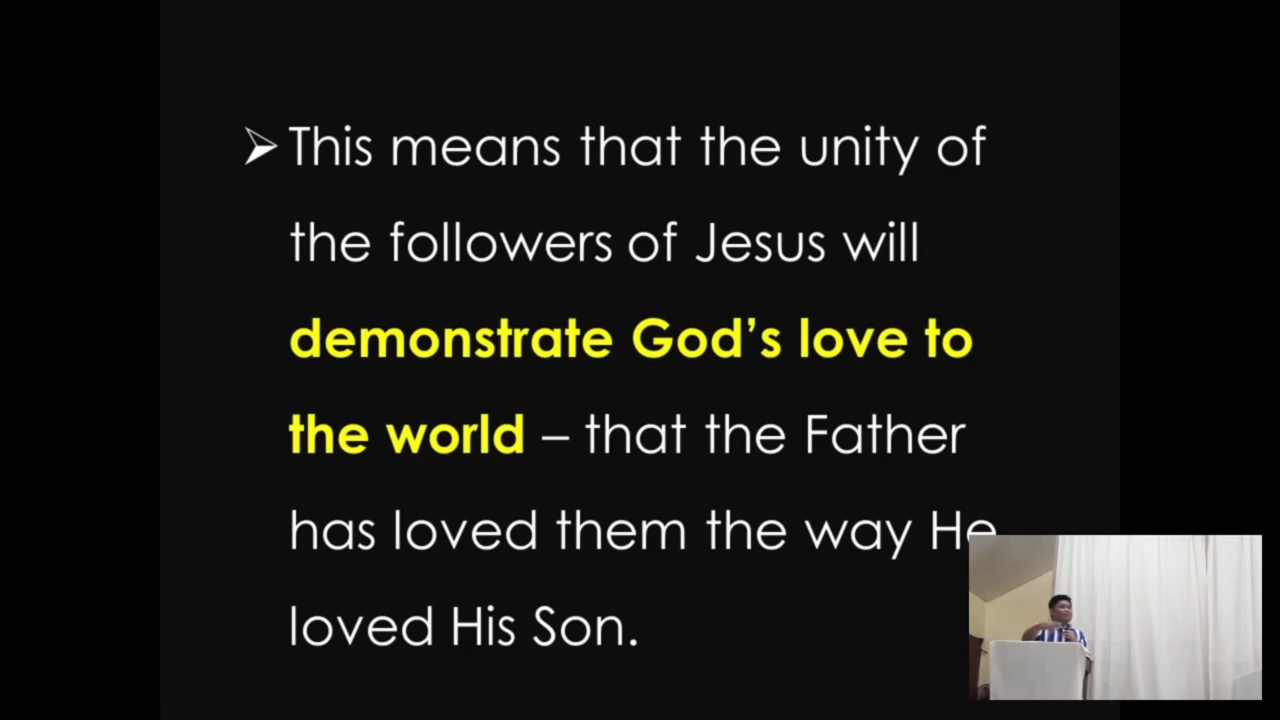 ➢This means that the unity of
the followers of Jesus will
demonstrate God’s love to
the world – that the Father
has loved them the way He
loved His Son.